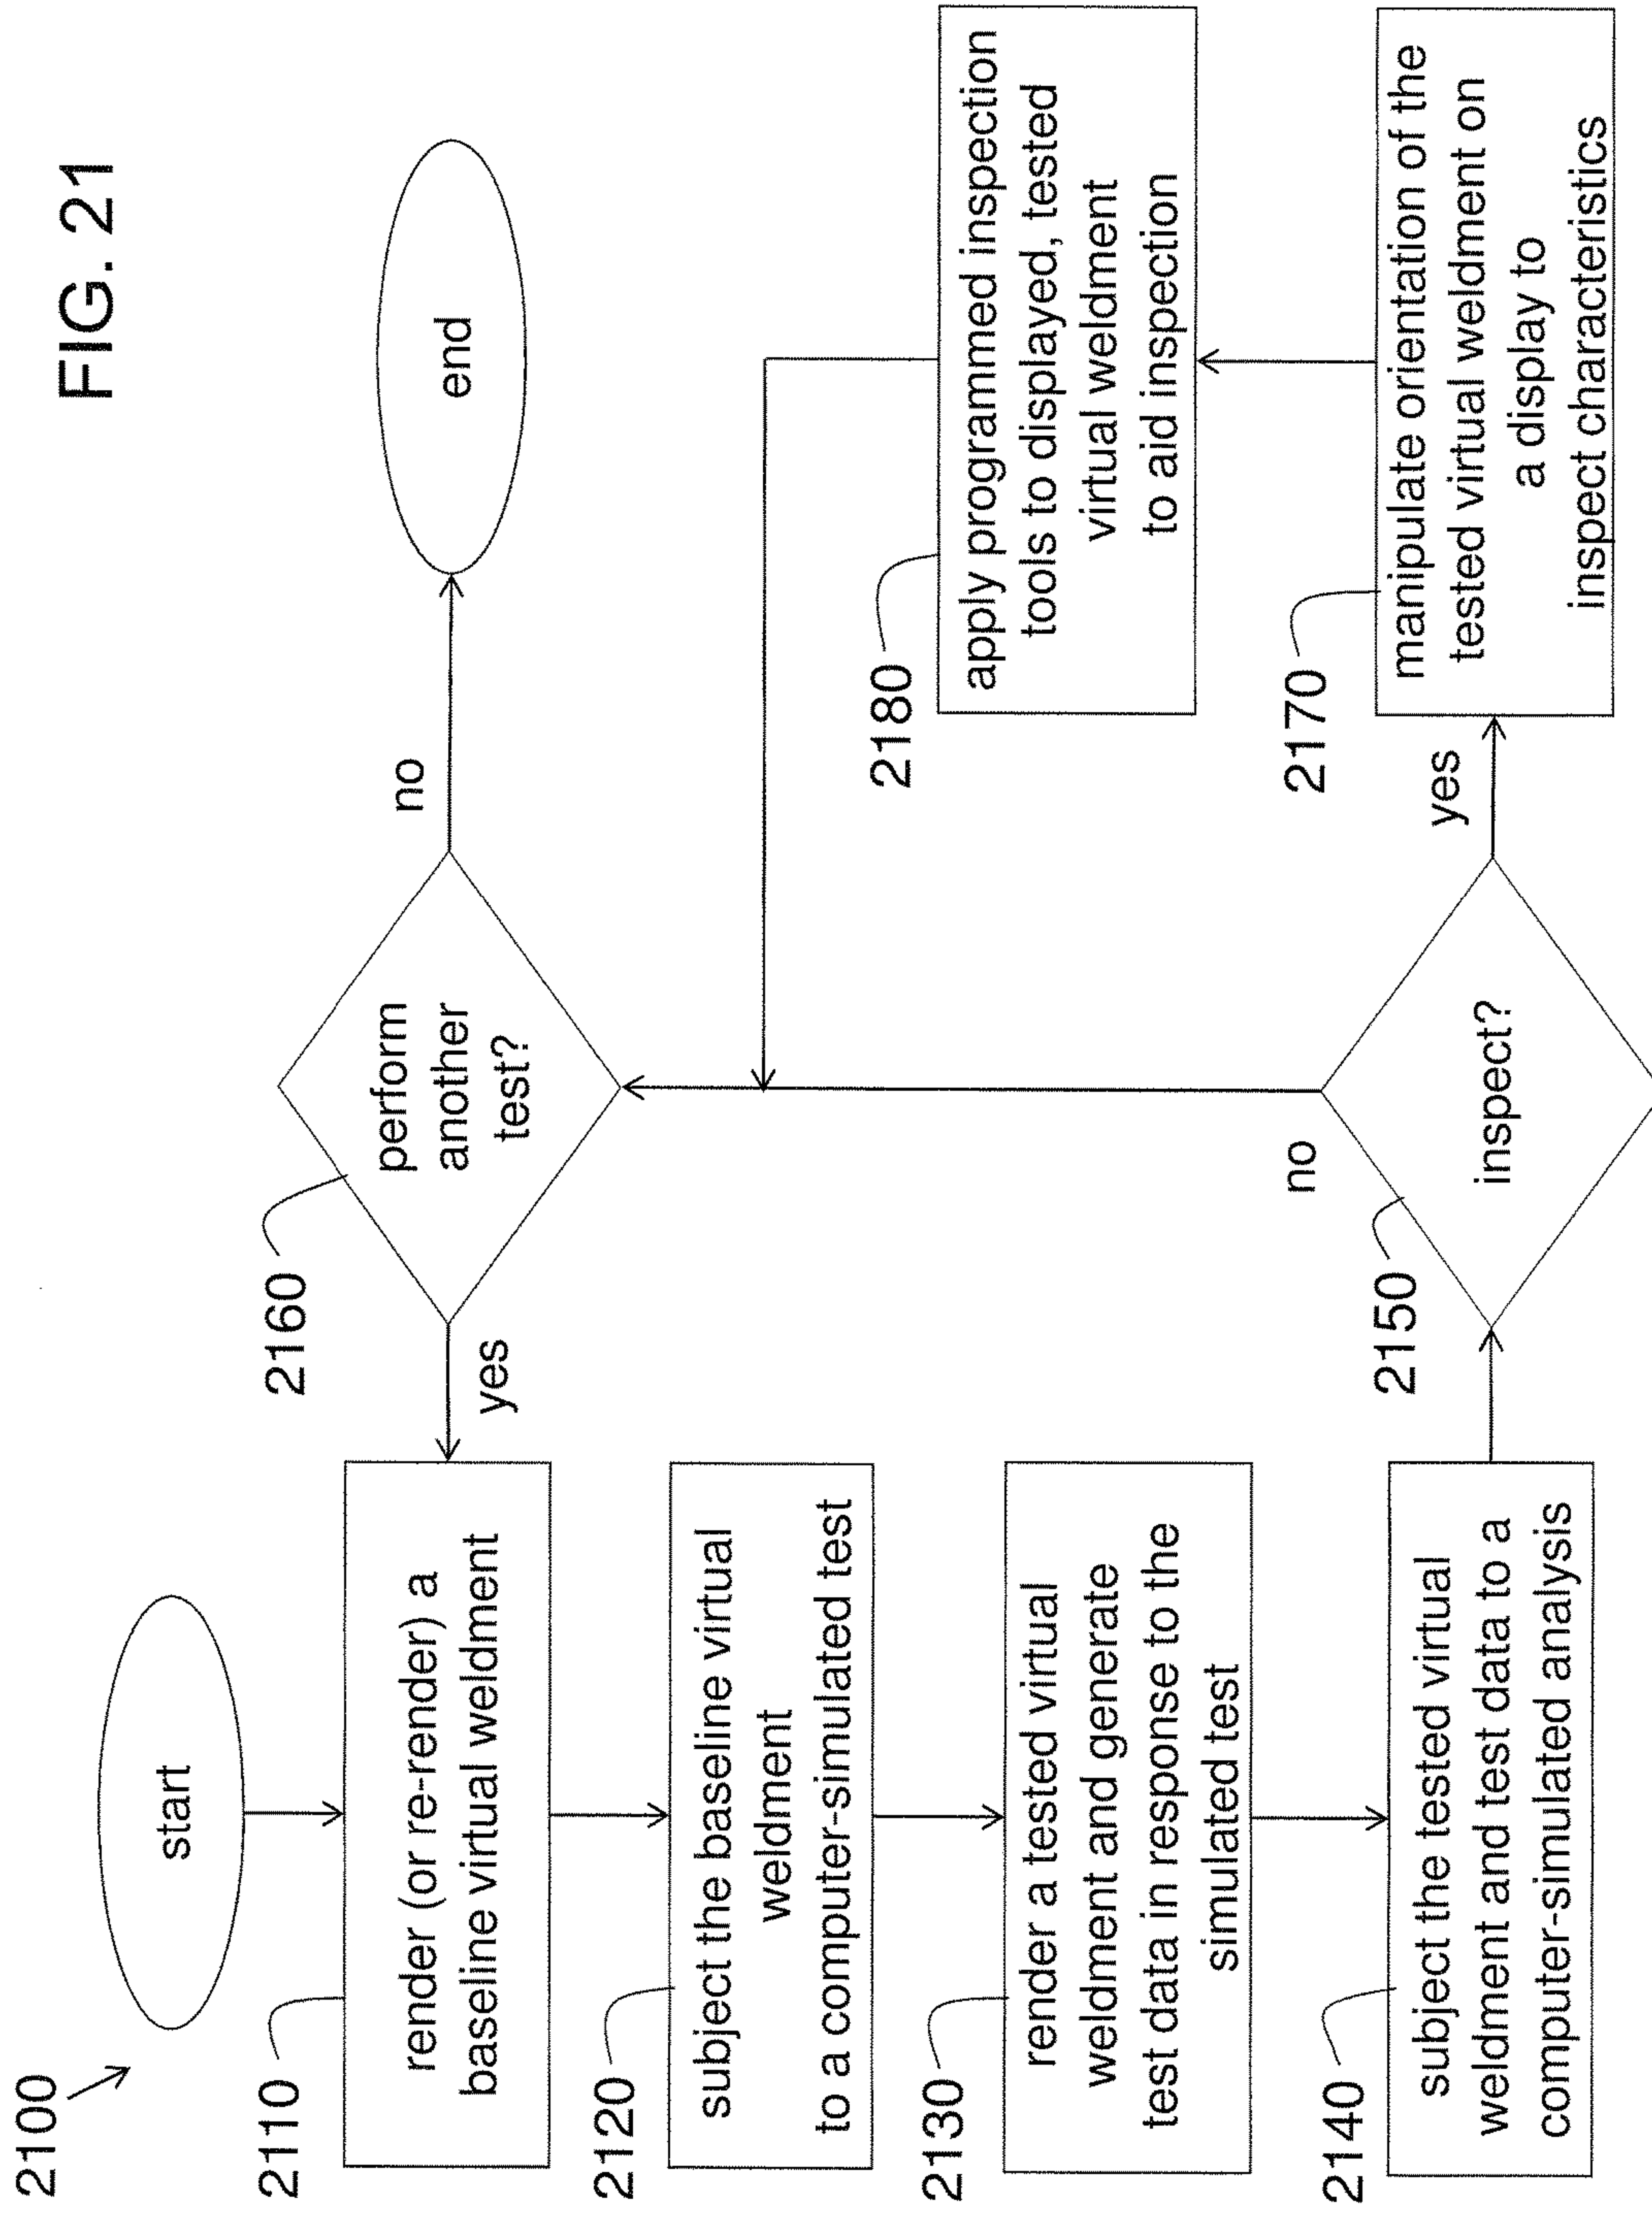 FIG. 21
2100
start
2110
render (or re-render) a
baseline virtual weldment
2120
subject the baseline virtual
weldment
to a computer-simulated test
2130
render a tested virtual
weldment and generate
test data in response to the
simulated test
2140
subject the tested virtual
weldment and test data to a
computer-simulated analysis
2150
inspect?
no
yes
2160
perform
another
test?
yes
no
end
2170
manipulate orientation of the
tested virtual weldment on
a display to
inspect characteristics
2180
apply programmed inspection
tools to displayed, tested
virtual weldment
to aid inspection